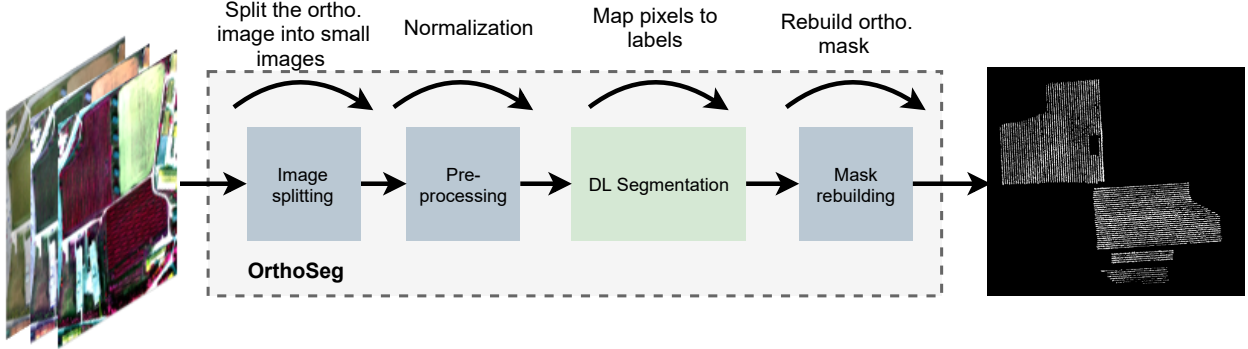 Split the ortho.
image into small
images
Normalization
Map pixels to
labels
Rebuild ortho.
mask
Image
splitting
Pre-
processing
DL Segmentation
Mask
rebuilding
OrthoSeg